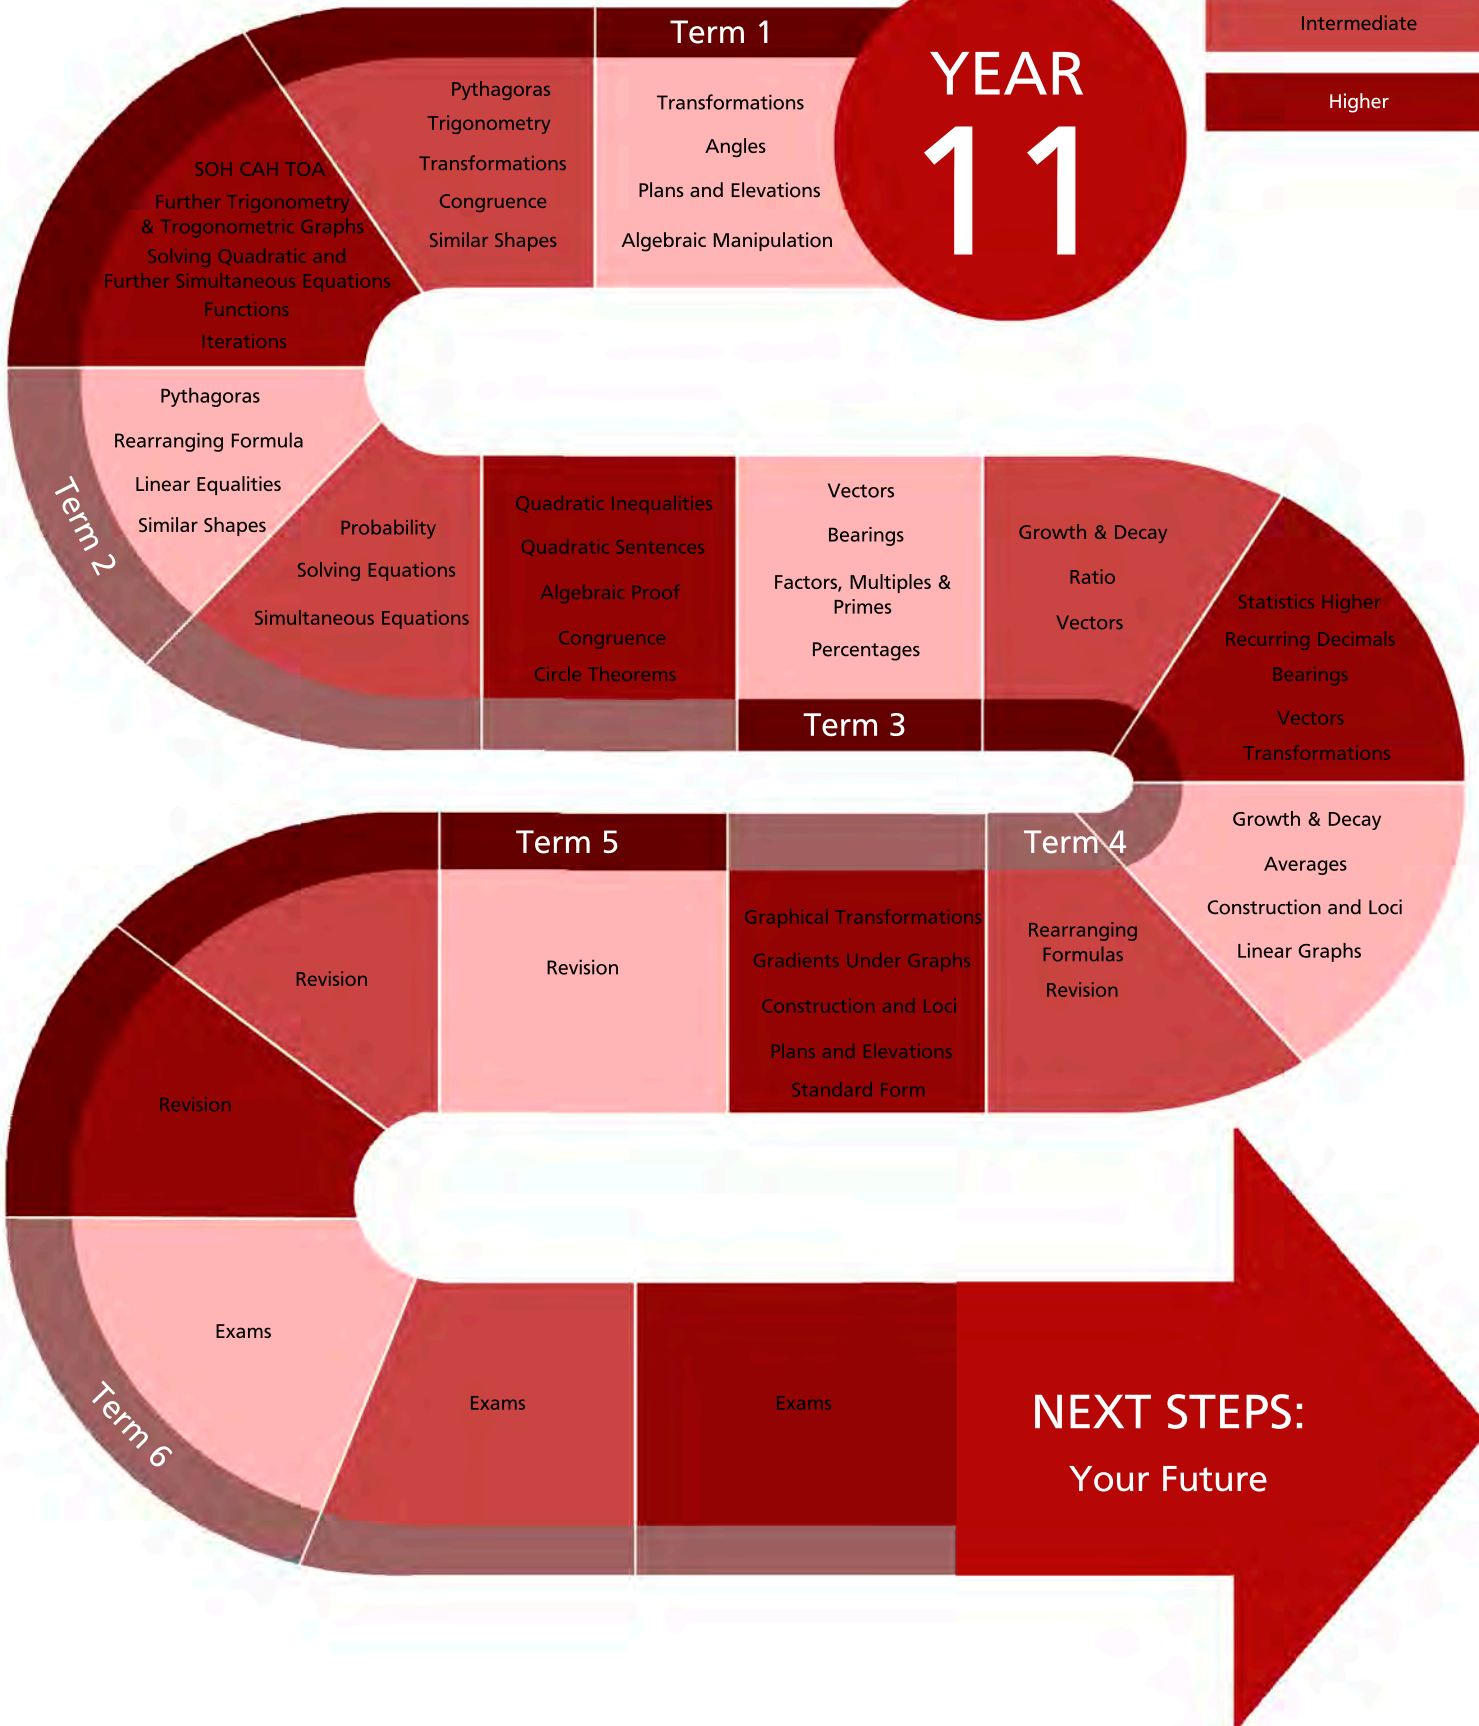 Intermediate
Higher
YEAR
11
Term 1
Transformations
Angles
Plans and Elevations
Algebraic Manipulation
Pythagoras
Trigonometry
Transformations
Congruence
Similar Shapes
SOH CAH TOA
Further Trigonometry
& Trogonometric Graphs
Solving Quadratic and
Further Simultaneous Equations
Functions
Iterations
Term 2
Pythagoras
Rearranging Formula
Linear Equalities
Similar Shapes
Probability
Solving Equations
Simultaneous Equations
Quadratic Inequalities
Quadratic Sentences
Algebraic Proof
Congruence
Circle Theorems
Term 3
Vectors
Bearings
Factors, Multiples &
Primes
Percentages
Growth & Decay
Ratio
Vectors
Statistics Higher
Recurring Decimals
Bearings
Vectors
Transformations
Term 4
Growth & Decay
Averages
Construction and Loci
Linear Graphs
Rearranging
Formulas
Revision
Graphical Transformations
Gradients Under Graphs
Construction and Loci
Plans and Elevations
Standard Form
Term 5
Revision
Revision
Revision
Term 6
Exams
Exams
Exams
NEXT STEPS:
Your Future